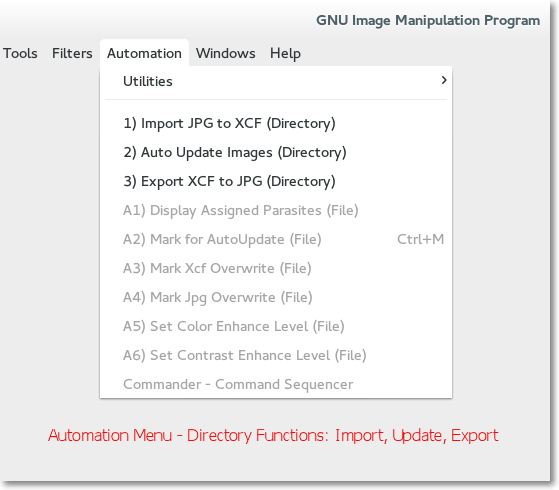 GNU Image Manipulation Program
Tools Filters Automation Windows Help
Utilities
1) Import JPG to XCF (Directory)
2) Auto Update Images (Directory)
3) Export XCF to JPG (Directory)
A1) Display Assigned Parasites (File)
A2) Mark for AutoUpdate (File) Ctrl+M
A3) Mark Xcf Overwrite (File)
A4) Mark Jpg Overwrite (File)
A5) Set Color Enhance Level (File)
A6) Set Contrast Enhance Level (File)
Commander - Command Sequencer
Automation Menu - Directory Functions: Import, Update, Export